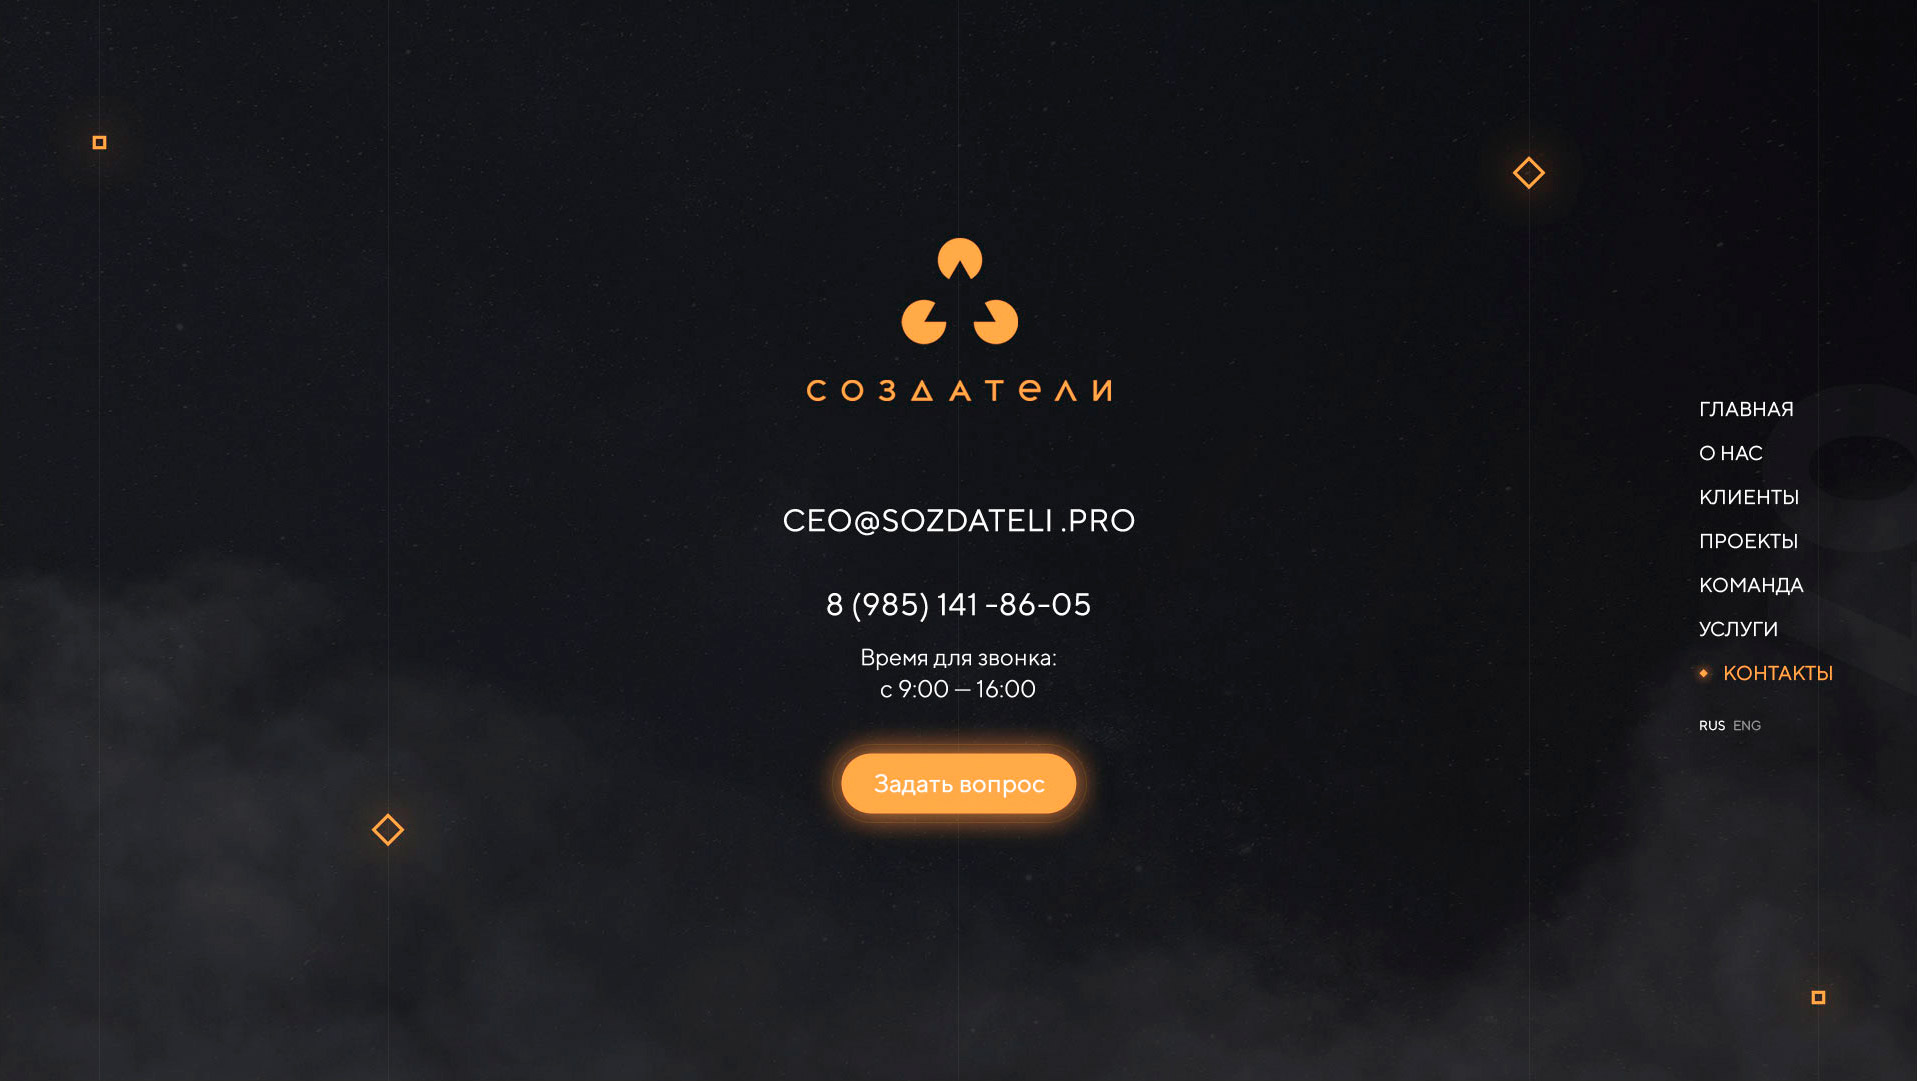 СОЗДАТЕЛИ
CEO@SOZDATELI .PRO
8 (985) 141 -86-05
Время для звонка:
с 9:00 — 16:00
Задать вопрос
ГЛАВНАЯ
О НАС
КЛИЕНТЫ
ПРОЕКТЫ
КОМАНДА
УСЛУГИ
КОНТАКТЫ
RUS ENG